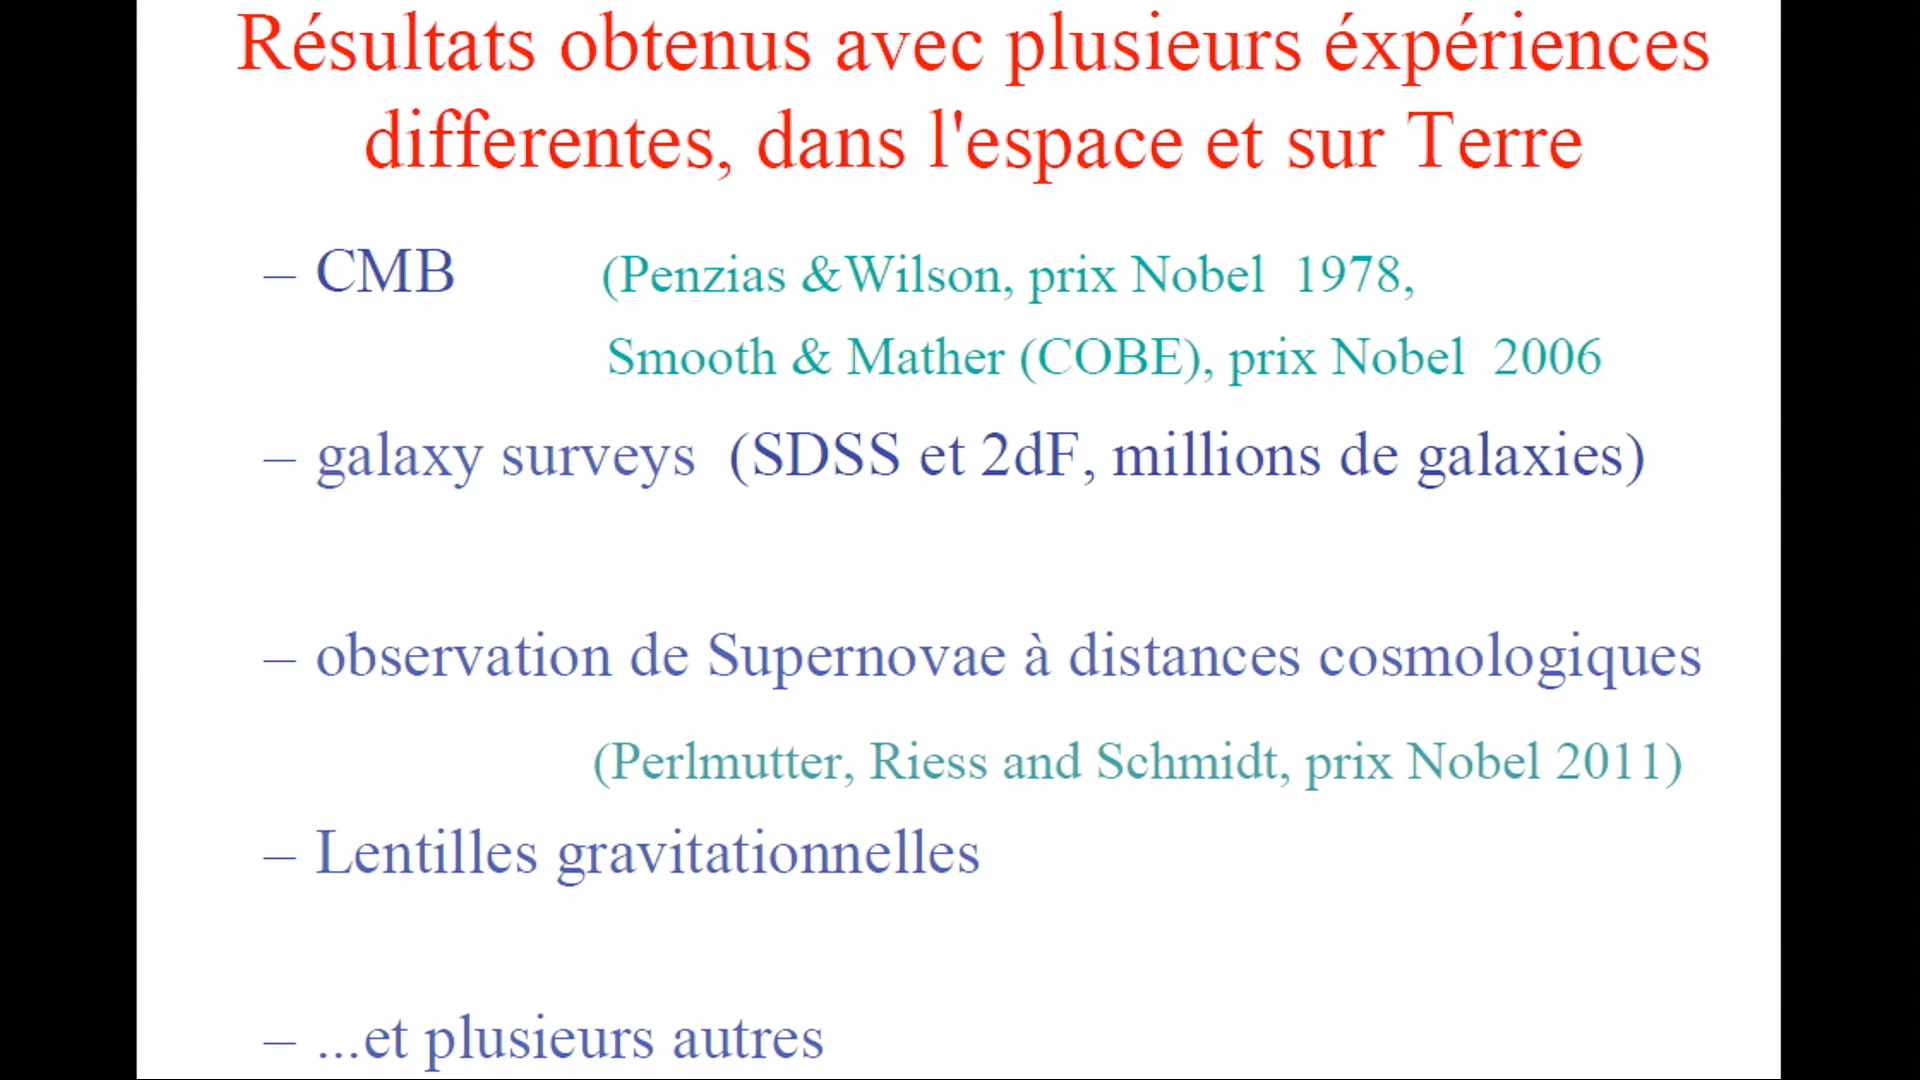 Résultats obtenus avec plusieurs éxpériences
differentes, dans l'espace et sur Terre
– CMB (Penzias &Wilson, prix Nobel 1978,
Smooth & Mather (COBE), prix Nobel 2006
– galaxy surveys (SDSS et 2dF, millions de galaxies)
– observation de Supernovae à distances cosmologiques
(Perlmutter, Riess and Schmidt, prix Nobel 2011)
– Lentilles gravitationnelles
– ...et plusieurs autres